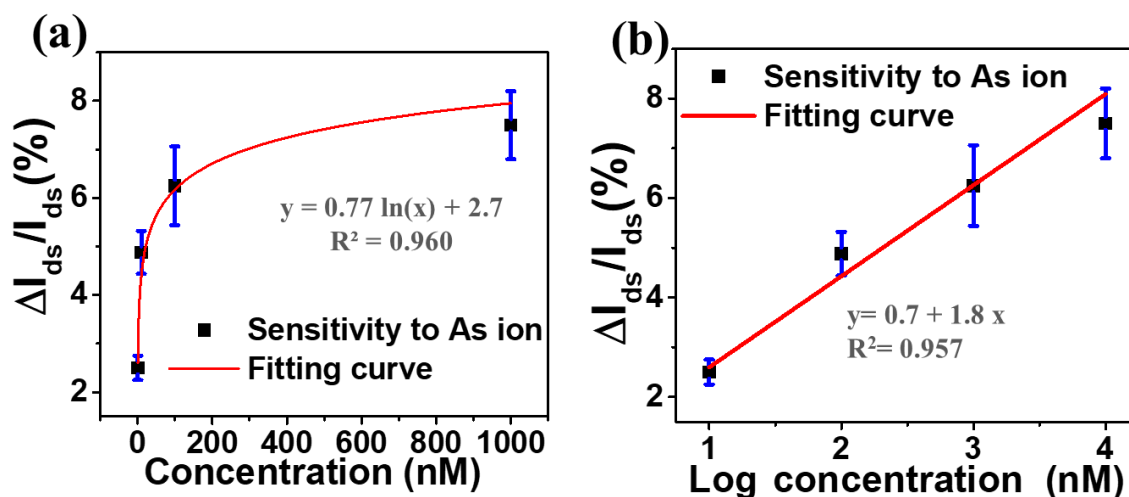 (a)
ΔI_ds/I_ds(%)
8
6
4
2
y = 0.77 ln(x) + 2.7
R² = 0.960
Sensitivity to As ion
Fitting curve
0 200 400 600 800 1000
Concentration (nM)
(b)
ΔI_ds/I_ds(%)
8
6
4
2
Sensitivity to As ion
Fitting curve
y= 0.7 + 1.8 x
R²= 0.957
1 2 3 4
Log concentration (nM)